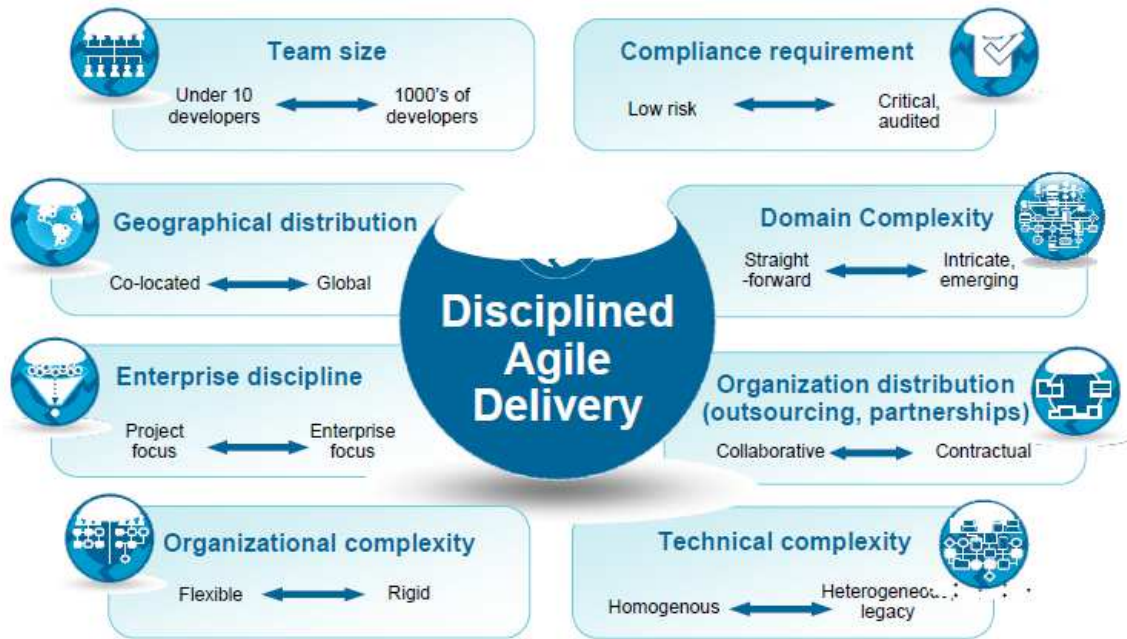 Team size
Under 10
developers
1000's of
developers
Compliance requirement
Low risk
Critical,
audited
Geographical distribution
Co-located
Global
Domain Complexity
Straight
-forward
Intricate,
emerging
Disciplined
Agile
Delivery
Enterprise discipline
Project
focus
Enterprise
focus
Organization distribution
(outsourcing, partnerships)
Collaborative
Contractual
Organizational complexity
Flexible
Rigid
Technical complexity
Homogenous
legacy